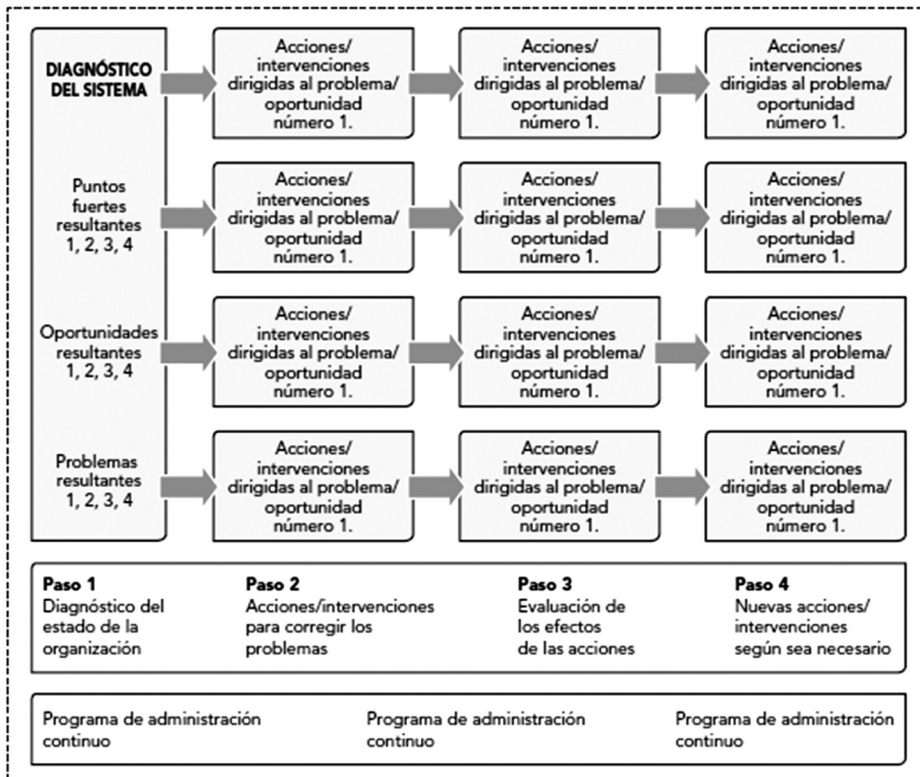 DIAGNÓSTICO
DEL SISTEMA
Acciones/
intervenciones
dirigidas al problema/
oportunidad
número 1.
Acciones/
intervenciones
dirigidas al problema/
oportunidad
número 1.
Acciones/
intervenciones
dirigidas al problema/
oportunidad
número 1.
Puntos
fuertes
resultantes
1, 2, 3, 4
Acciones/
intervenciones
dirigidas al problema/
oportunidad
número 1.
Acciones/
intervenciones
dirigidas al problema/
oportunidad
número 1.
Acciones/
intervenciones
dirigidas al problema/
oportunidad
número 1.
Oportunidades
resultantes
1, 2, 3, 4
Acciones/
intervenciones
dirigidas al problema/
oportunidad
número 1.
Acciones/
intervenciones
dirigidas al problema/
oportunidad
número 1.
Acciones/
intervenciones
dirigidas al problema/
oportunidad
número 1.
Problemas
resultantes
1, 2, 3, 4
Acciones/
intervenciones
dirigidas al problema/
oportunidad
número 1.
Acciones/
intervenciones
dirigidas al problema/
oportunidad
número 1.
Acciones/
intervenciones
dirigidas al problema/
oportunidad
número 1.
Paso 1
Diagnóstico del
estado de la
organización
Paso 2
Acciones/intervenciones
para corregir los
problemas
Paso 3
Evaluación de
los efectos
de las acciones
Paso 4
Nuevas acciones/
intervenciones
según sea necesario
Programa de administración
continuo
Programa de administración
continuo
Programa de administración
continuo